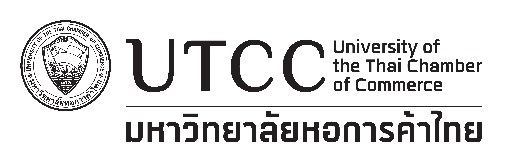 UTCC
University of
the Thai Chamber
of Commerce
มหาวิทยาลัยหอการค้าไทย